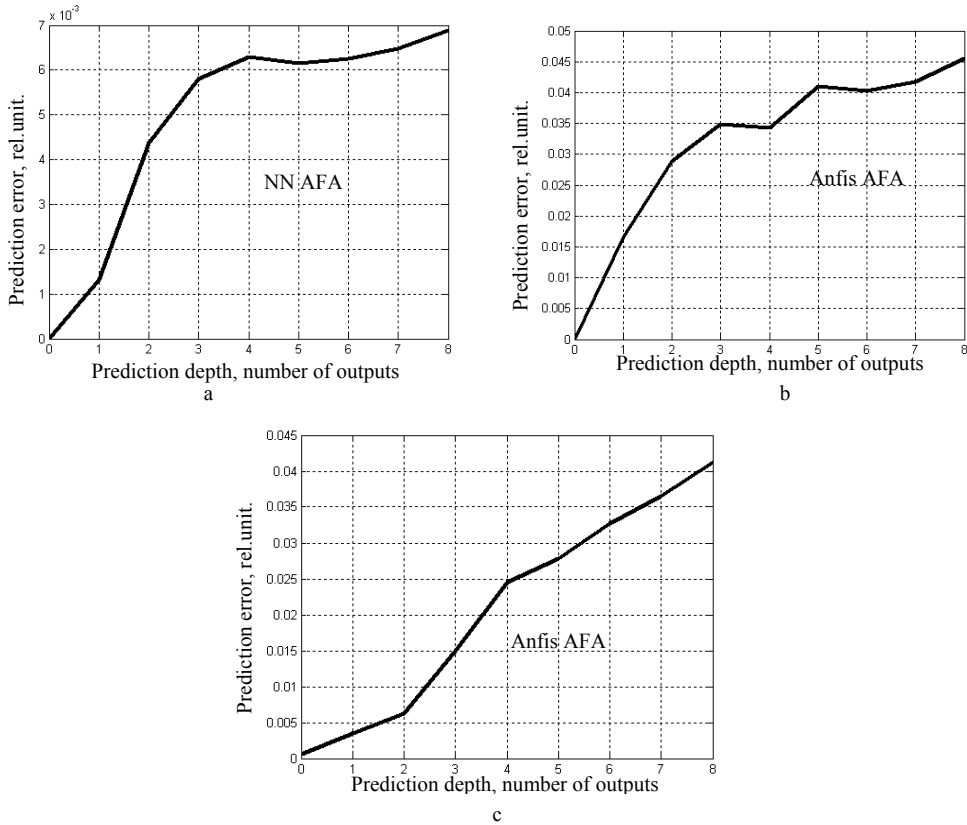 x 10⁻³
7
6
5
4
3
2
1
0
0 1 2 3 4 5 6 7 8
Prediction error, rel.unit.
NN AFA
Prediction depth, number of outputs
a
0.05
0.045
0.04
0.035
0.03
0.025
0.02
0.015
0.01
0.005
0
0 1 2 3 4 5 6 7 8
Prediction error, rel.unit.
Anfis AFA
Prediction depth, number of outputs
b
0.045
0.04
0.035
0.03
0.025
0.02
0.015
0.01
0.005
0
0 1 2 3 4 5 6 7 8
Prediction error, rel.unit.
Anfis AFA
Prediction depth, number of outputs
c